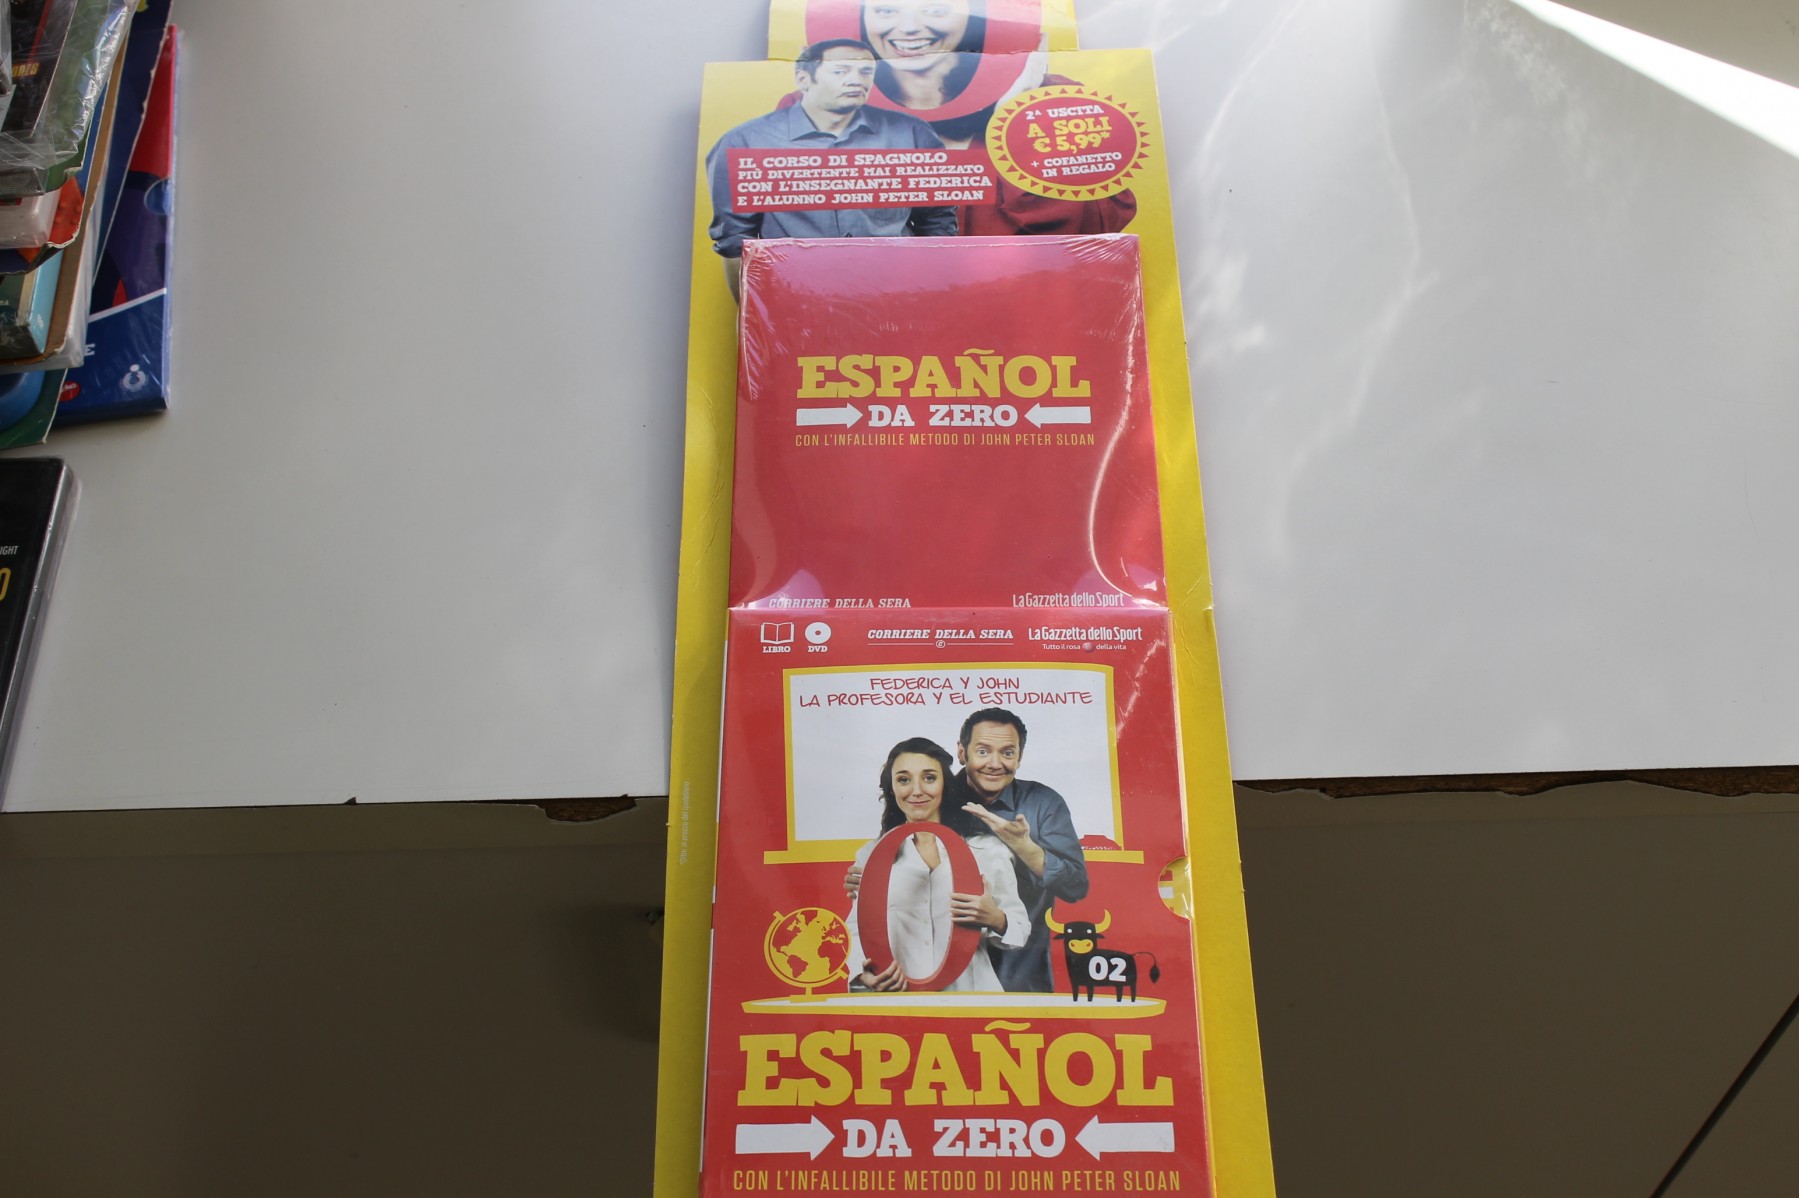 2ª USCITA
A SOLI
€ 5,99*
+ COFANETTO
IN REGALO
IL CORSO DI SPAGNOLO
PIÙ DIVERTENTE MAI REALIZZATO
CON L'INSEGNANTE FEDERICA
E L'ALUNNO JOHN PETER SLOAN
ESPAÑOL
DA ZERO
CON L'INFALLIBILE METODO DI JOHN PETER SLOAN
CORRIERE DELLA SERA
La Gazzetta dello Sport
LIBRO
DVD
CORRIERE DELLA SERA
La Gazzetta dello Sport
Tutto il rosa della vita
FEDERICA Y JOHN
LA PROFESORA Y EL ESTUDIANTE
O
02
ESPAÑOL
DA ZERO
CON L'INFALLIBILE METODO DI JOHN PETER SLOAN